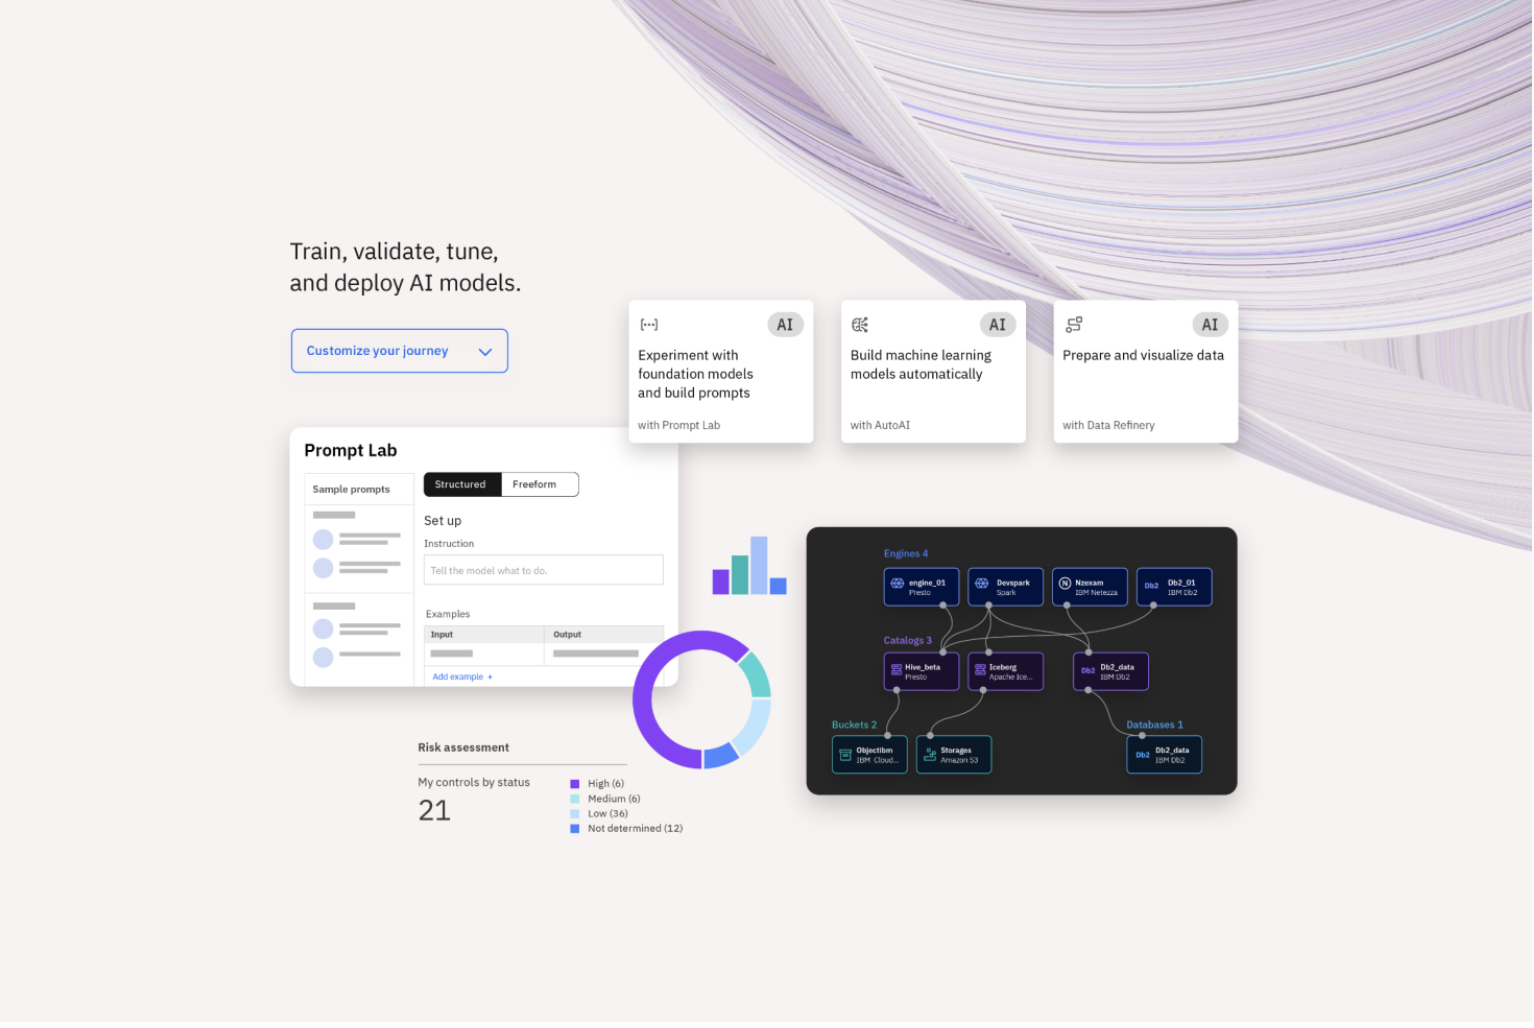 Train, validate, tune,
and deploy AI models.
Customize your journey
AI
Experiment with
foundation models
and build prompts
with Prompt Lab
AI
Build machine learning
models automatically
with AutoAI
AI
Prepare and visualize data
with Data Refinery
Prompt Lab
Sample prompts
Structured
Freeform
Set up
Instruction
Tell the model what to do.
Examples
Input
Output
Add example +
Risk assessment
My controls by status
21
High (6)
Medium (6)
Low (36)
Not determined (12)
Engines 4
engine_01
Presto
Devspark
Spark
N
Nzexam
IBM Netezza
Db2
Db2_01
IBM Db2
Catalogs 3
Hive_beta
Presto
Iceberg
Apache Ice...
Db2
Db2_data
IBM Db2
Buckets 2
Objectibm
IBM Cloud...
Storages
Amazon S3
Databases 1
Db2
Db2_data
IBM Db2